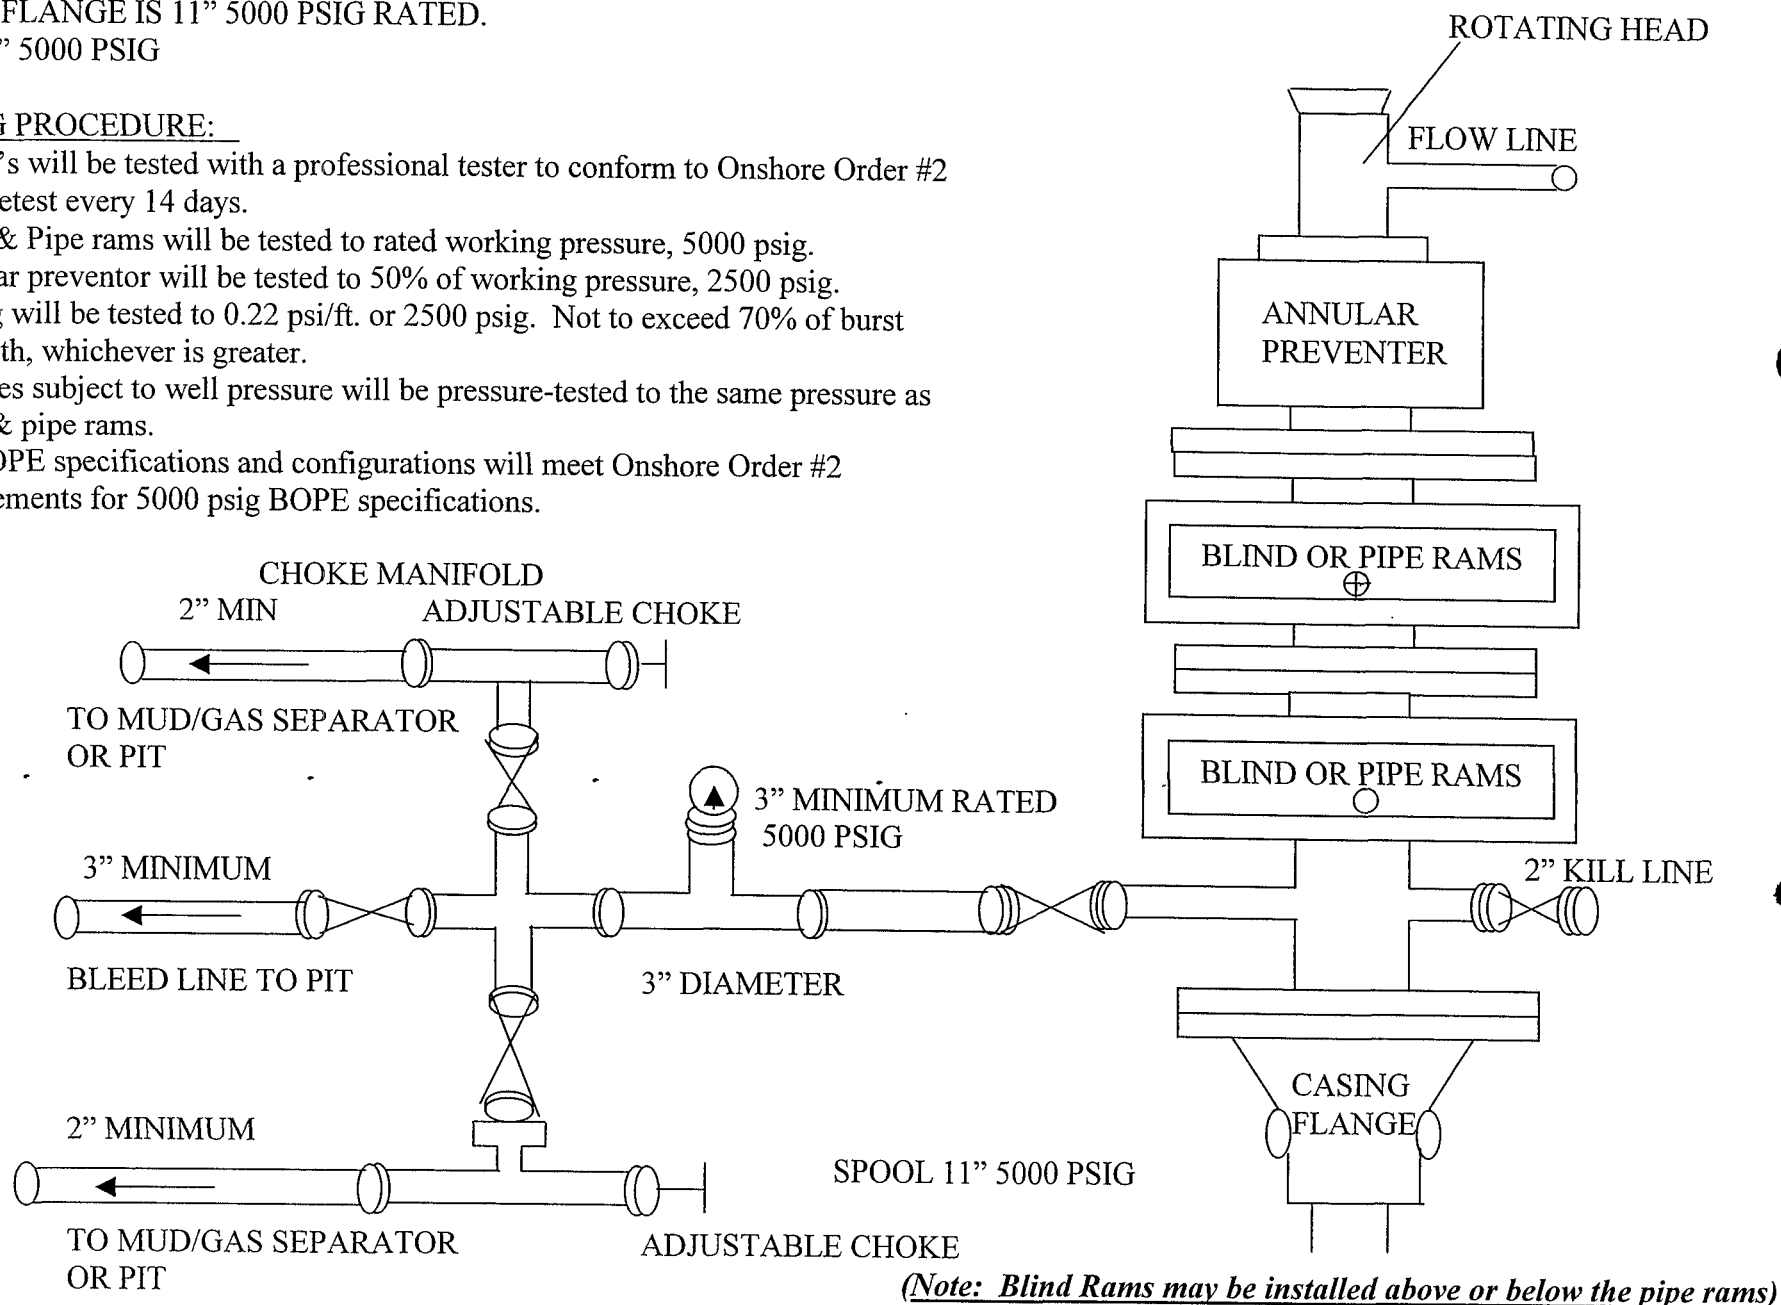 FLANGE IS 11” 5000 PSIG RATED.
” 5000 PSIG
G PROCEDURE:
’s will be tested with a professional tester to conform to Onshore Order #2
etest every 14 days.
& Pipe rams will be tested to rated working pressure, 5000 psig.
ar preventor will be tested to 50% of working pressure, 2500 psig.
g will be tested to 0.22 psi/ft. or 2500 psig. Not to exceed 70% of burst
th, whichever is greater.
es subject to well pressure will be pressure-tested to the same pressure as
& pipe rams.
OPE specifications and configurations will meet Onshore Order #2
ements for 5000 psig BOPE specifications.
ROTATING HEAD
FLOW LINE
ANNULAR
PREVENTER
BLIND OR PIPE RAMS
BLIND OR PIPE RAMS
CHOKE MANIFOLD
2” MIN
ADJUSTABLE CHOKE
TO MUD/GAS SEPARATOR
OR PIT
3” MINIMUM RATED
5000 PSIG
3” MINIMUM
2” KILL LINE
BLEED LINE TO PIT
3” DIAMETER
CASING
FLANGE
2” MINIMUM
SPOOL 11” 5000 PSIG
TO MUD/GAS SEPARATOR
OR PIT
ADJUSTABLE CHOKE
(Note: Blind Rams may be installed above or below the pipe rams)